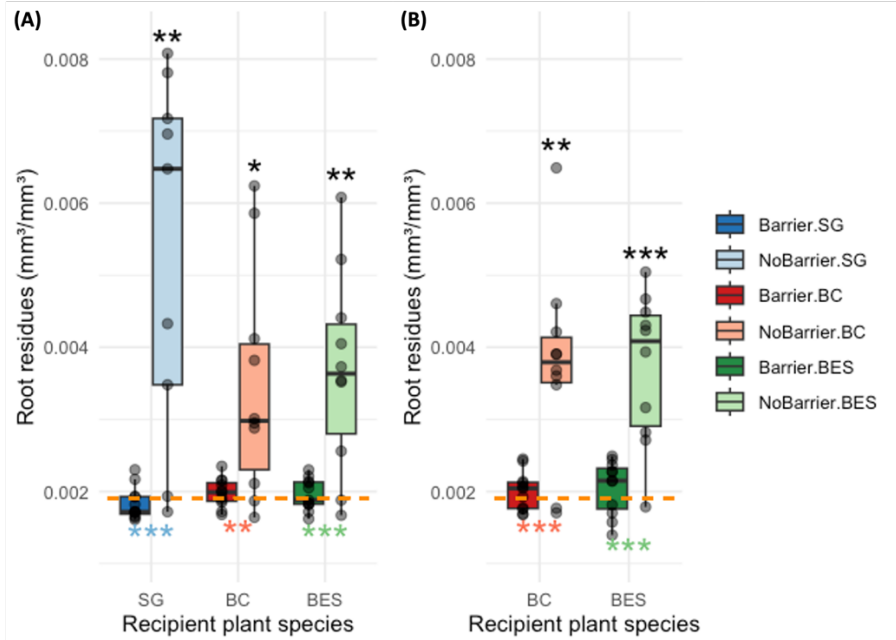 (A)
**
0.008
*
**
0.006
0.004
0.002
***
**
***
SG
BC
BES
Recipient plant species
Root residues (mm³/mm³)
(B)
0.008
**
***
0.006
0.004
0.002
***
***
BC
BES
Recipient plant species
Root residues (mm³/mm³)
Barrier.SG
NoBarrier.SG
Barrier.BC
NoBarrier.BC
Barrier.BES
NoBarrier.BES